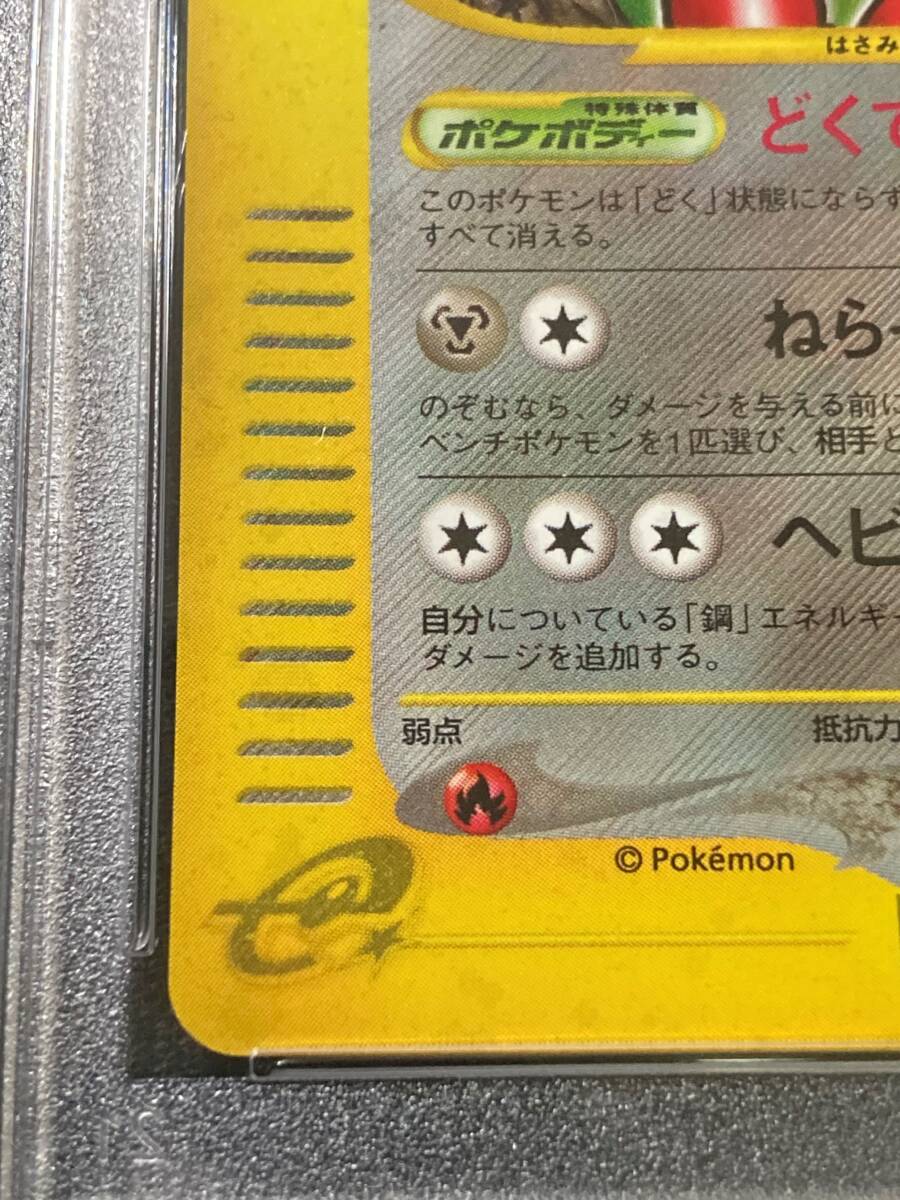 はさみ
特殊体質
ポケボディー どくて
このポケモンは「どく」状態にならず
すべて消える。
ねらー
のぞむなら、ダメージを与える前に
ベンチポケモンを1匹選び、相手と
ヘビ
自分についている「鋼」エネルギー
ダメージを追加する。
弱点 抵抗力
© Pokémon
e